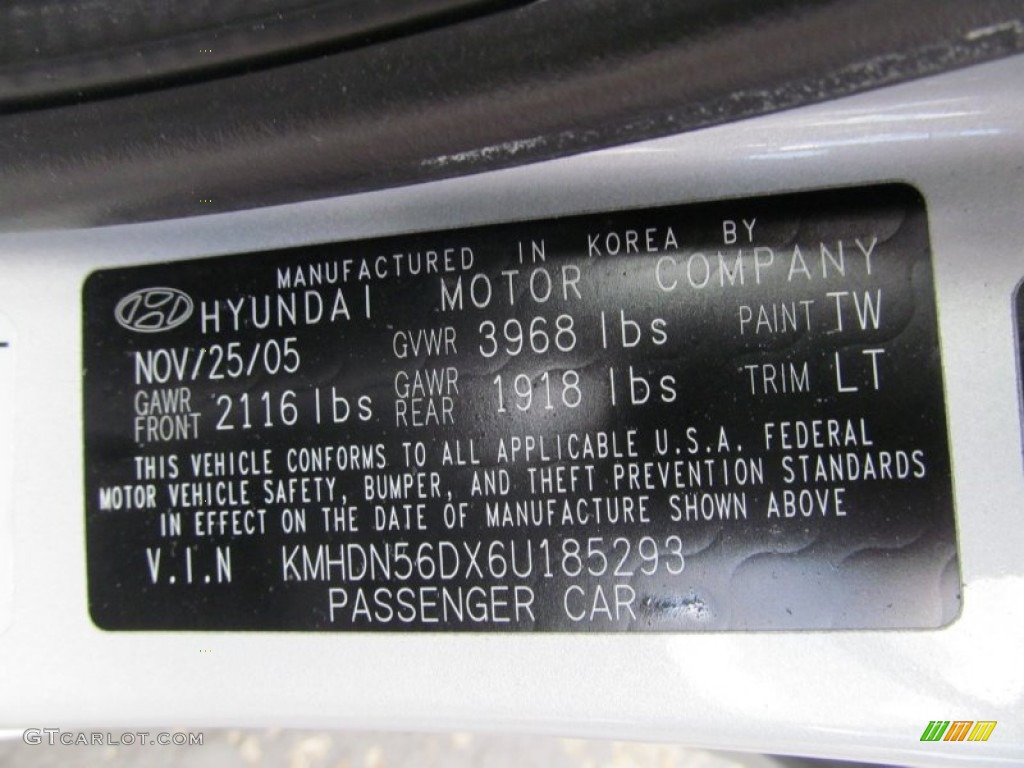 MANUFACTURED IN KOREA BY
HYUNDAI MOTOR COMPANY
NOV/25/05 GVWR 3968 lbs PAINT TW
GAWR FRONT 2116 lbs GAWR REAR 1918 lbs TRIM LT
THIS VEHICLE CONFORMS TO ALL APPLICABLE U.S.A. FEDERAL
MOTOR VEHICLE SAFETY, BUMPER, AND THEFT PREVENTION STANDARDS
IN EFFECT ON THE DATE OF MANUFACTURE SHOWN ABOVE
V.I.N KMHDN56DX6U185293
PASSENGER CAR
GTCARLOT.COM